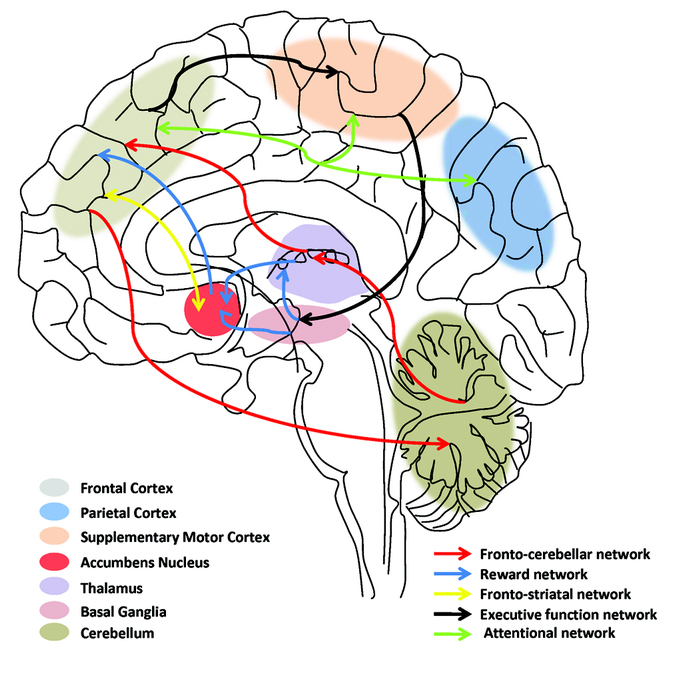 Frontal Cortex
Parietal Cortex
Supplementary Motor Cortex
Accumbens Nucleus
Thalamus
Basal Ganglia
Cerebellum
Fronto-cerebellar network
Reward network
Fronto-striatal network
Executive function network
Attentional network